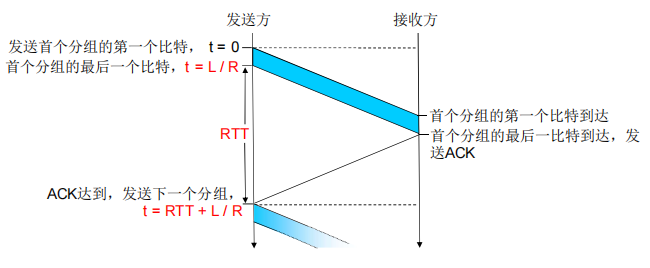 发送方
接收方
发送首个分组的第一个比特， t = 0
首个分组的最后一个比特，t = L / R
RTT
首个分组的第一个比特到达
首个分组的最后一比特到达，发
送ACK
ACK达到，发送下一个分组，
t = RTT + L / R